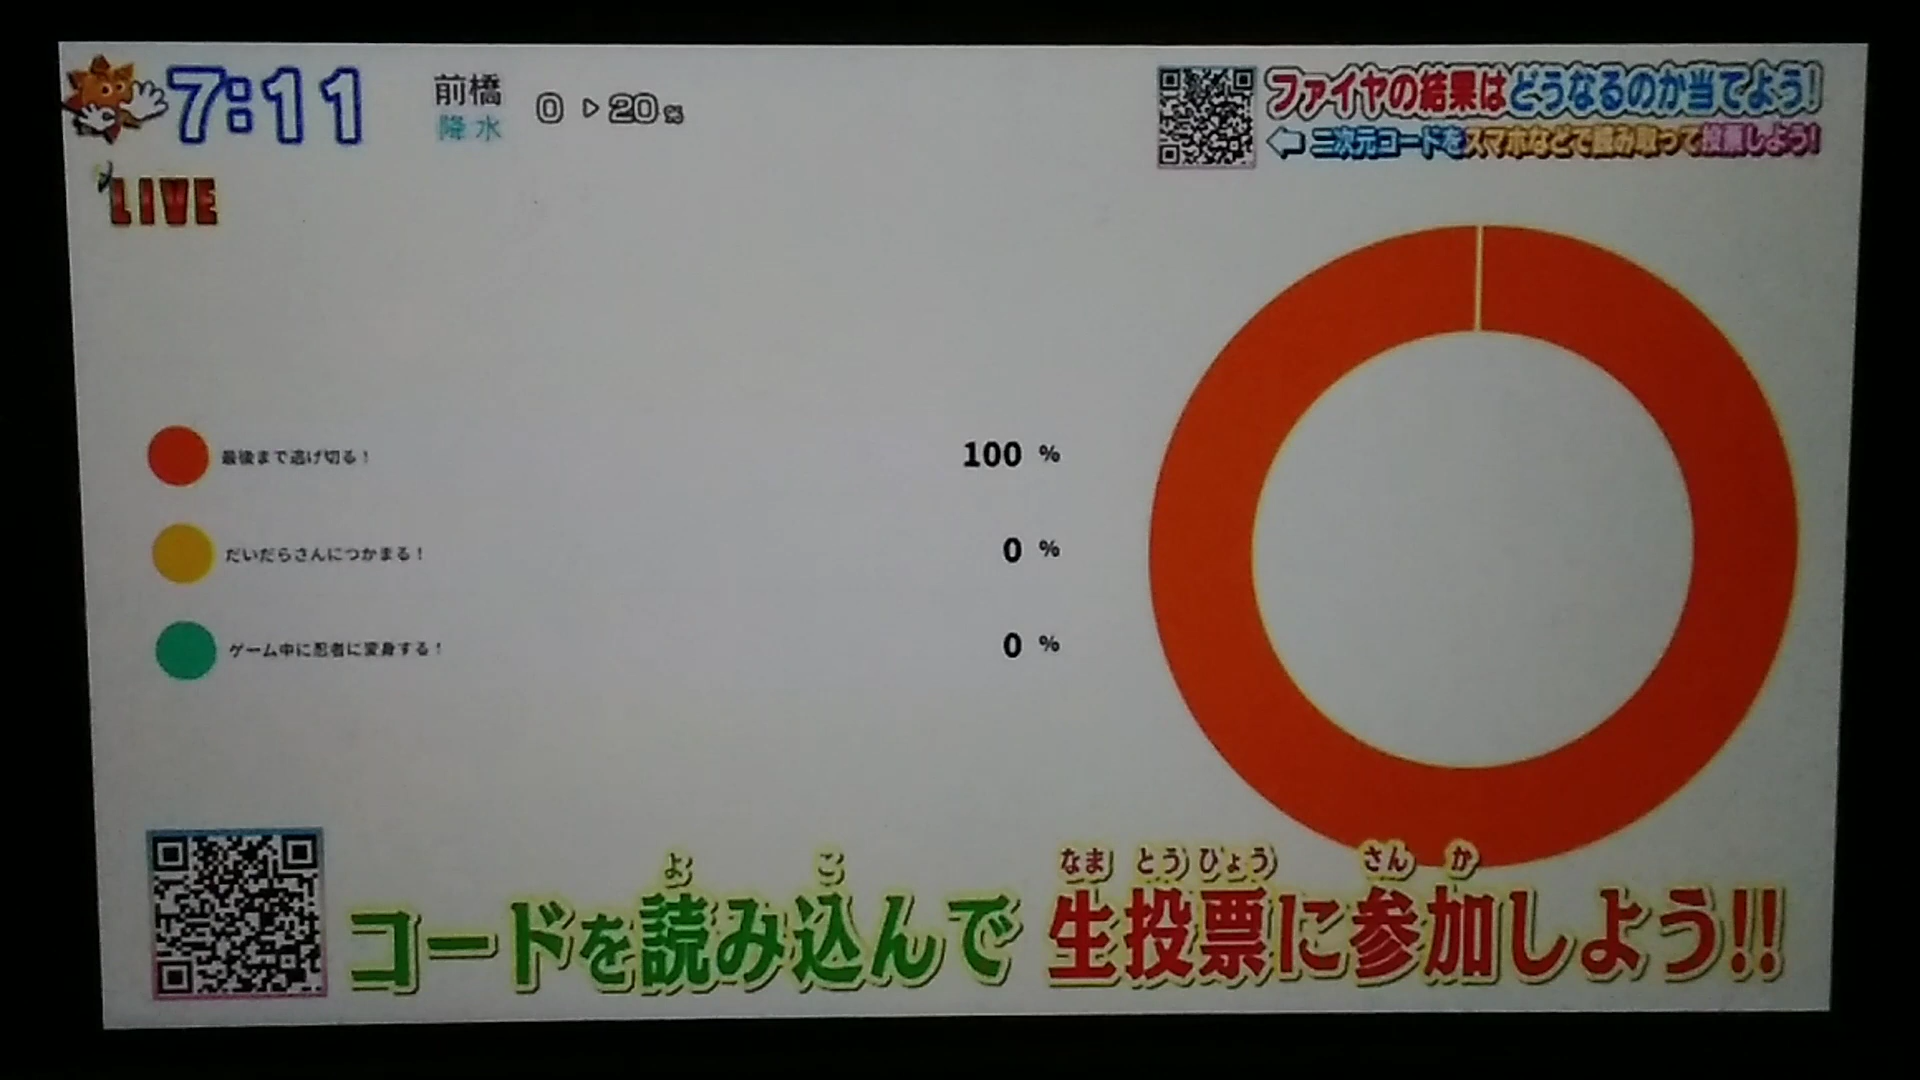 7:11
前橋
降水
0 ▷ 20%
ファイヤの結果はどうなるのか当てよう!
二次元コードをスマホなどで読み取って投票しよう!
LIVE
最後まで逃げ切る! 100 %
だいだらさんにつかまる! 0 %
ゲーム中に忍者に変身する! 0 %
よ こ なま とう ひょう さん か
コードを読み込んで 生投票に参加しよう!!